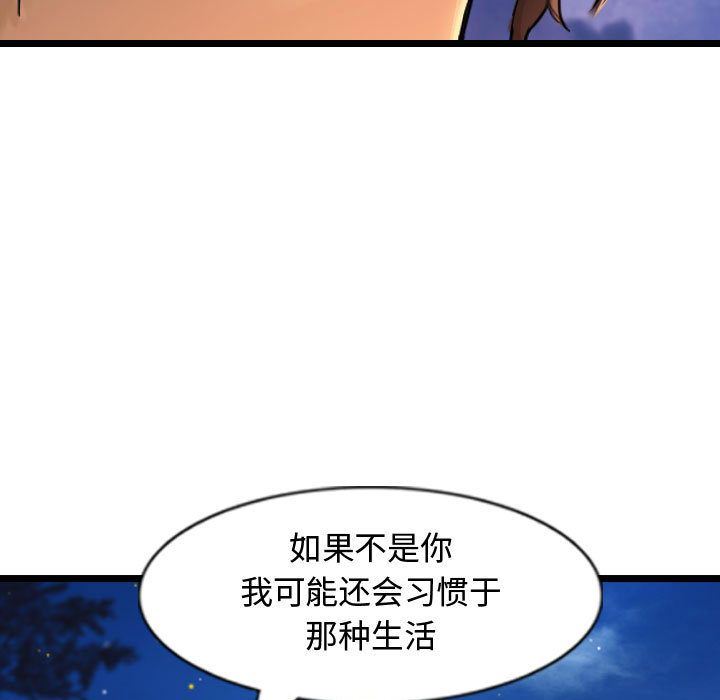 如果不是你
我可能还会习惯于
那种生活